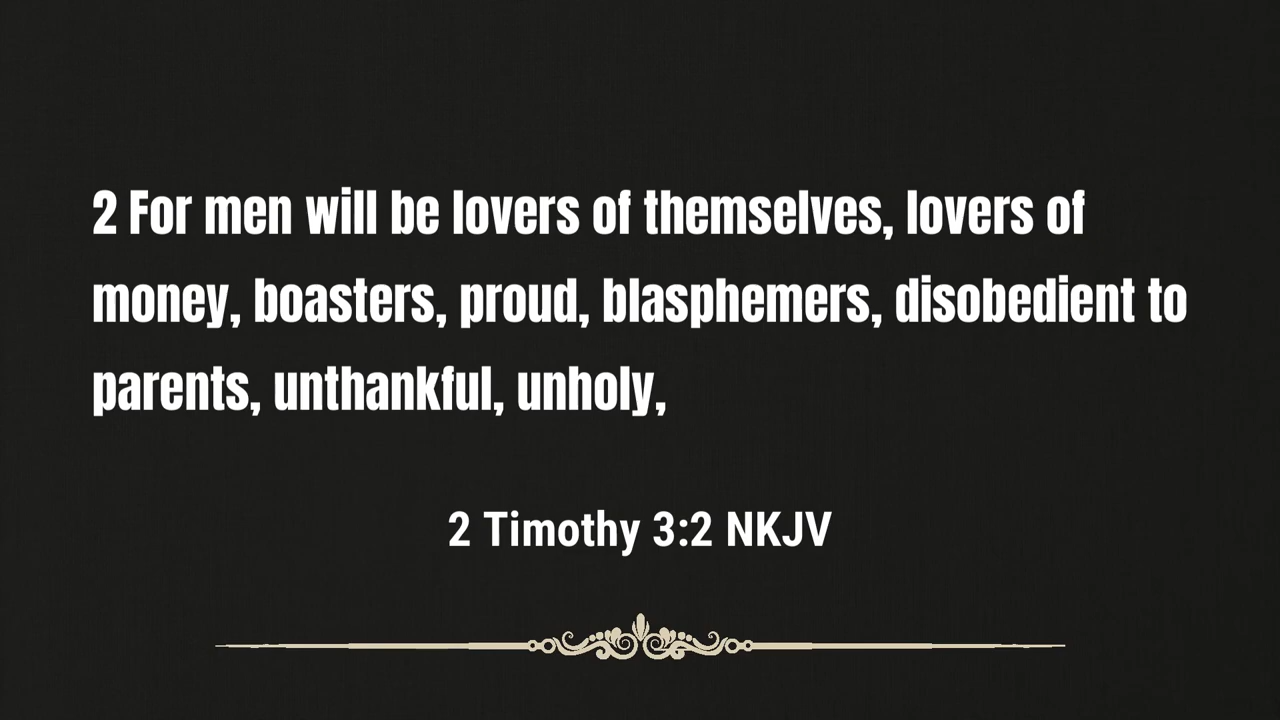 2 For men will be lovers of themselves, lovers of
money, boasters, proud, blasphemers, disobedient to
parents, unthankful, unholy,
2 Timothy 3:2 NKJV